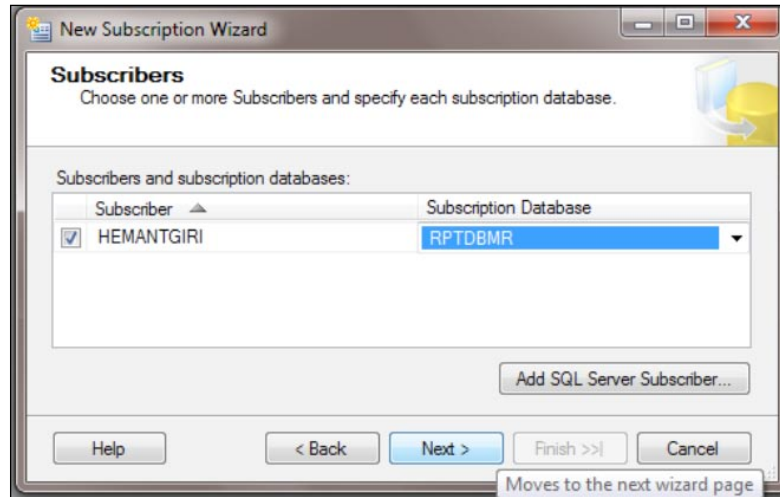 New Subscription Wizard
Subscribers
Choose one or more Subscribers and specify each subscription database.
Subscribers and subscription databases:
Subscriber Subscription Database
HEMANTGIRI RPTDBMR
Add SQL Server Subscriber...
Help < Back Next > Finish >>| Cancel
Moves to the next wizard page